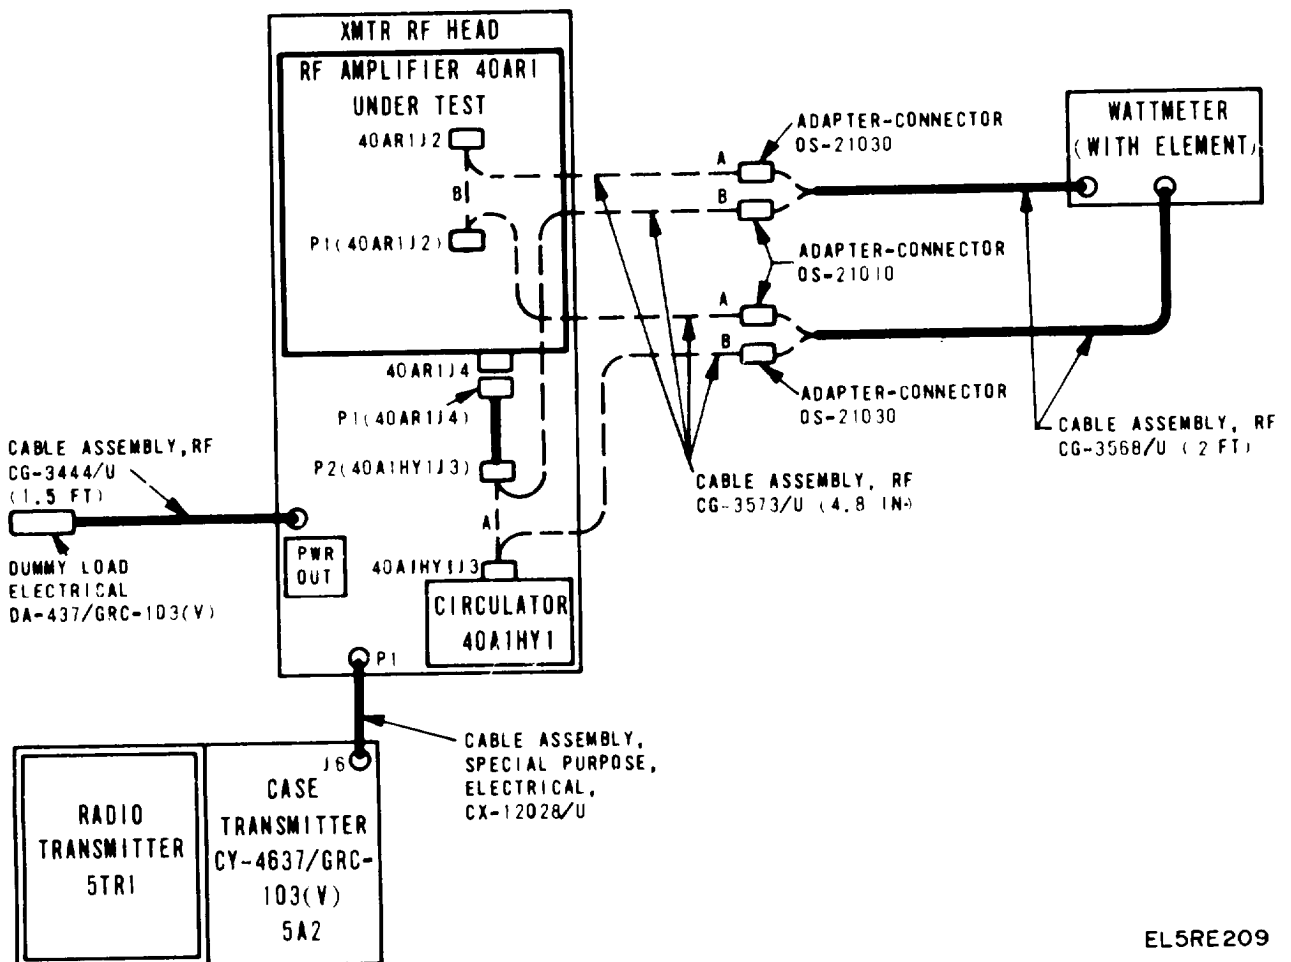 XMTR RF HEAD
RF AMPLIFIER 40AR1
UNDER TEST
40AR1J2
B
P1(40AR1J2)
A
B
ADAPTER-CONNECTOR
OS-21030
WATTMETER
(WITH ELEMENT)
ADAPTER-CONNECTOR
OS-21010
A
B
ADAPTER-CONNECTOR
OS-21030
CABLE ASSEMBLY, RF
CG-3568/U (2 FT)
CABLE ASSEMBLY, RF
CG-3573/U (4.8 IN)
40AR1J4
P1(40AR1J4)
P2(40A1HY1J3)
A
40A1HY1J3
CIRCULATOR
40A1HY1
CABLE ASSEMBLY,RF
CG-3444/U
(1.5 FT)
DUMMY LOAD
ELECTRICAL
DA-437/GRC-103(V)
PWR
OUT
P1
CABLE ASSEMBLY,
SPECIAL PURPOSE,
ELECTRICAL,
CX-12028/U
J6
RADIO
TRANSMITTER
5TR1
CASE
TRANSMITTER
CY-4637/GRC-
103(V)
5A2
EL5RE209